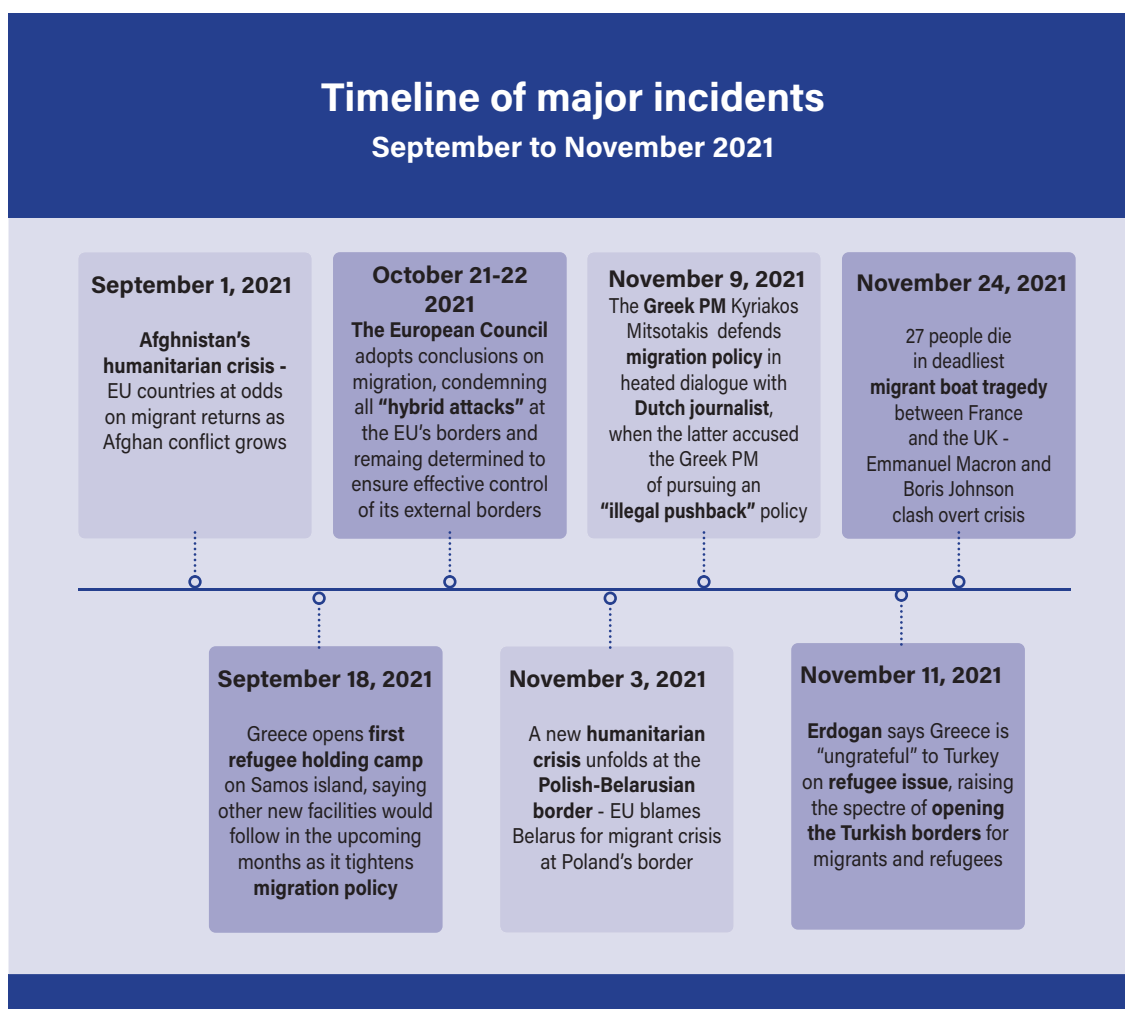 Timeline of major incidents
September to November 2021
September 1, 2021
Afghnistan's
humanitarian crisis -
EU countries at odds
on migrant returns as
Afghan conflict grows
October 21-22
2021
The European Council
adopts conclusions on
migration, condemning
all “hybrid attacks” at
the EU's borders and
remaing determined to
ensure effective control
of its external borders
November 9, 2021
The Greek PM Kyriakos
Mitsotakis defends
migration policy in
heated dialogue with
Dutch journalist,
when the latter accused
the Greek PM
of pursuing an
“illegal pushback” policy
November 24, 2021
27 people die
in deadliest
migrant boat tragedy
between France
and the UK -
Emmanuel Macron and
Boris Johnson
clash overt crisis
September 18, 2021
Greece opens first
refugee holding camp
on Samos island, saying
other new facilities would
follow in the upcoming
months as it tightens
migration policy
November 3, 2021
A new humanitarian
crisis unfolds at the
Polish-Belarusian
border - EU blames
Belarus for migrant crisis
at Poland's border
November 11, 2021
Erdogan says Greece is
“ungrateful” to Turkey
on refugee issue, raising
the spectre of opening
the Turkish borders for
migrants and refugees